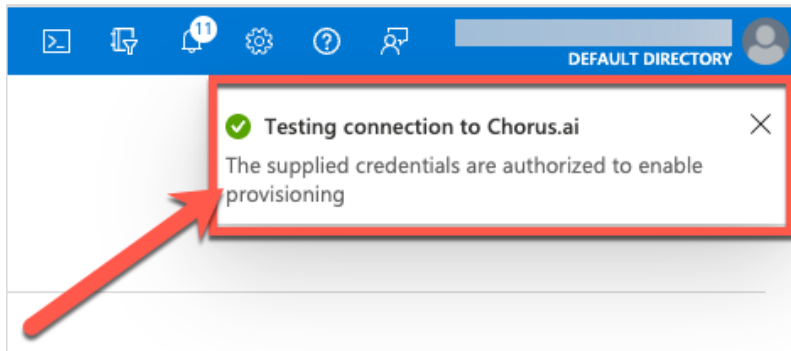 11
DEFAULT DIRECTORY
Testing connection to Chorus.ai
The supplied credentials are authorized to enable
provisioning